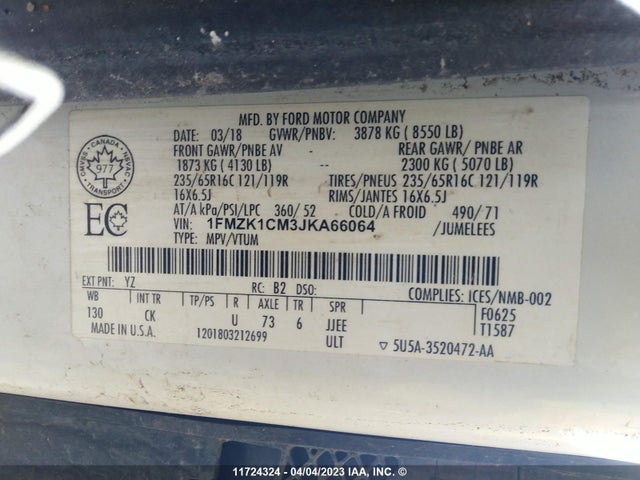 MFD. BY FORD MOTOR COMPANY
DATE: 03/18 GVWR/PNBV: 3878 KG ( 8550 LB)
FRONT GAWR/PNBE AV REAR GAWR/ PNBE AR
1873 KG ( 4130 LB) 2300 KG ( 5070 LB)
235/65R16C 121/119R TIRES/PNEUS 235/65R16C 121/119R
16X6.5J RIMS/JANTES 16X6.5J
AT/A kPa/PSI/LPC 360/ 52 COLD/A FROID 490/ 71
VIN: 1FMZK1CM3JKA66064 /JUMELEES
TYPE: MPV/VTUM
CANADA
CMVSS NSVAC
977
TRANSPORT
EC
EXT PNT: YZ RC: B2 DSO: COMPLIES: ICES/NMB-002
WB INT TR TP/PS R AXLE TR SPR F0625
130 CK U 73 6 JJEE T1587
MADE IN U.S.A. 1201803212699 ULT ▽ 5U5A-3520472-AA
11724324 - 04/04/2023 IAA, Inc.